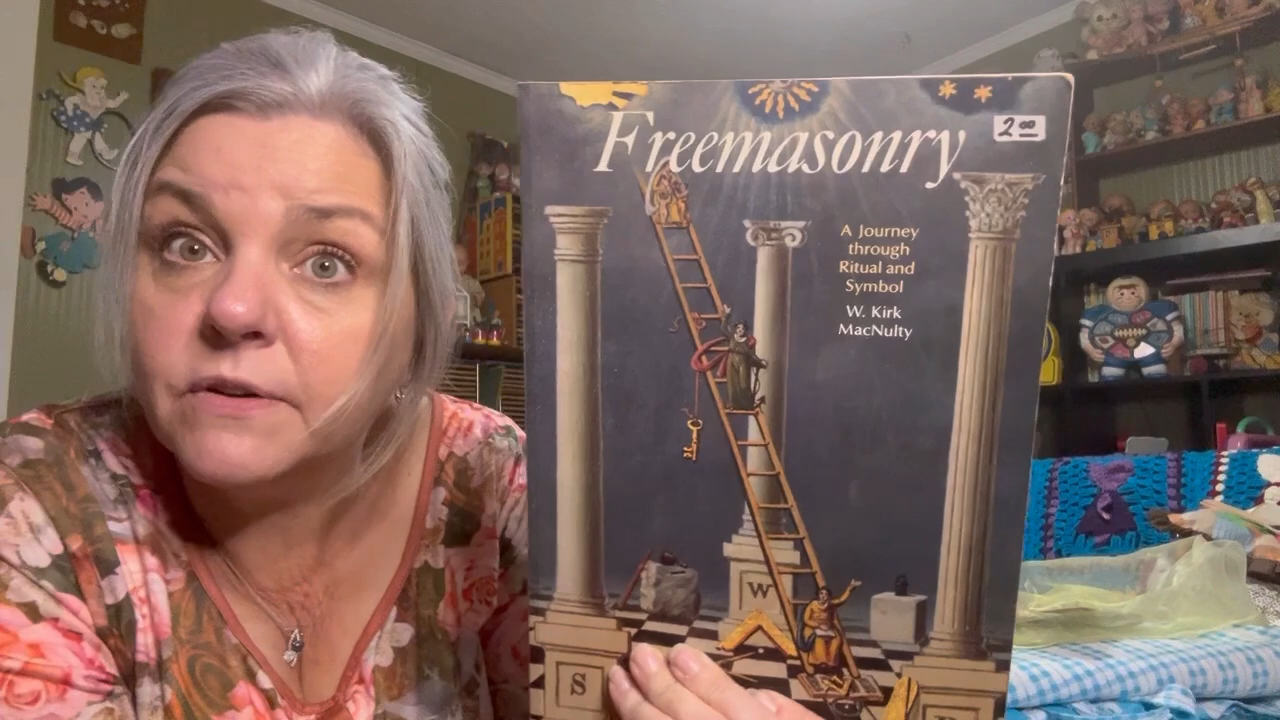 Freemasonry
2 00
A Journey
through
Ritual and
Symbol
W. Kirk
MacNulty
W
S